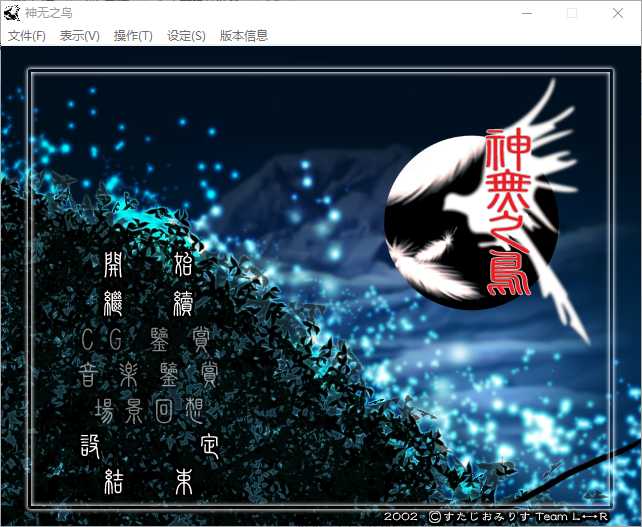 神无之鸟
文件(F) 表示(V) 操作(T) 设定(S) 版本信息
神無之鳥
開始
繼續
CG鑒賞
音楽鑒賞
場景回想
設定
結束
2002 ©すたじおみりす Team L←→R